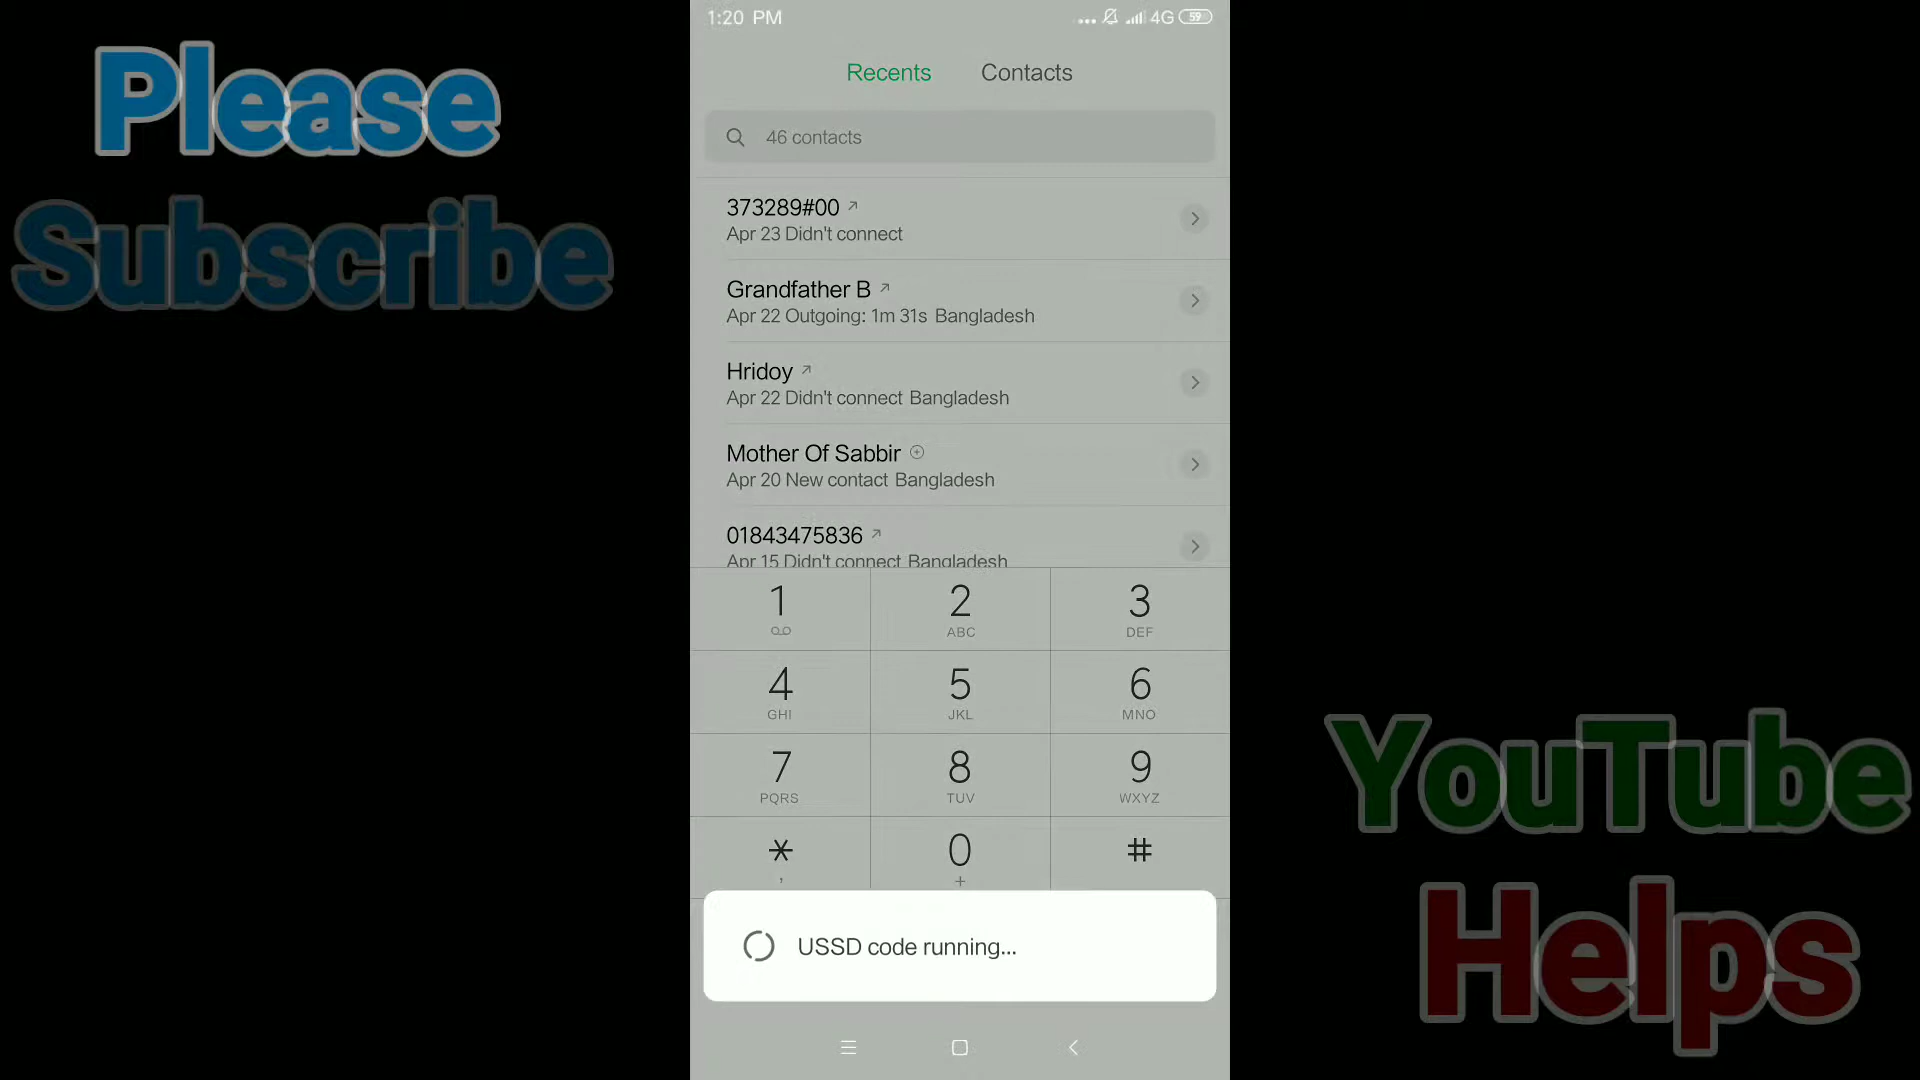 Please
Subscribe
1:20 PM
4G 59
Recents Contacts
46 contacts
373289#00
Apr 23 Didn't connect
Grandfather B
Apr 22 Outgoing: 1m 31s Bangladesh
Hridoy
Apr 22 Didn't connect Bangladesh
Mother Of Sabbir
Apr 20 New contact Bangladesh
01843475836
Apr 15 Didn't connect Bangladesh
1 2 3
ABC DEF
4 5 6
GHI JKL MNO
7 8 9
PQRS TUV WXYZ
* 0 #
, +
USSD code running...
YouTube
Helps